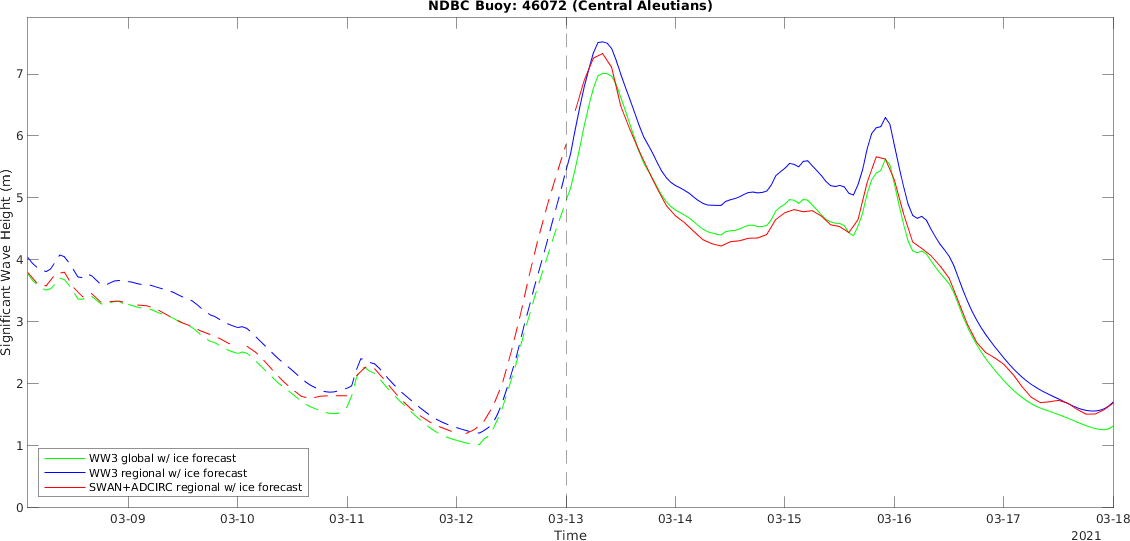 NDBC Buoy: 46072 (Central Aleutians)
Significant Wave Height (m)
7
6
5
4
3
2
1
0
WW3 global w/ ice forecast
WW3 regional w/ ice forecast
SWAN+ADCIRC regional w/ ice forecast
03-09 03-10 03-11 03-12 03-13 03-14 03-15 03-16 03-17 03-18
Time
2021